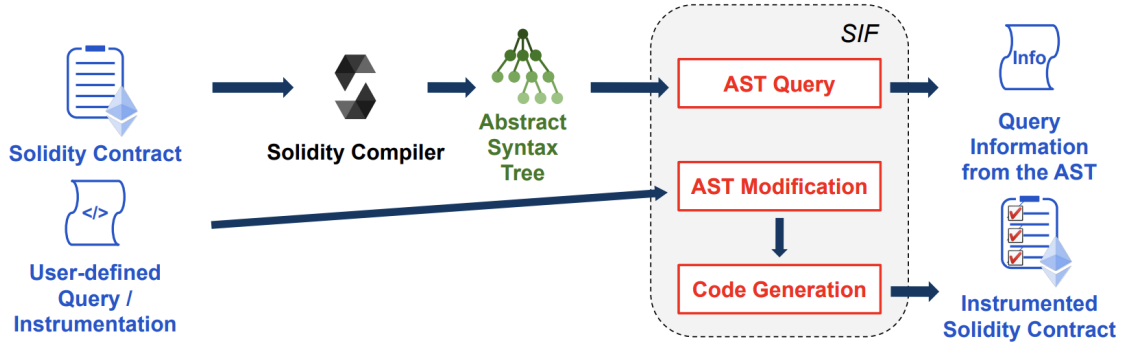 SIF
Info
AST Query
Solidity Contract
Solidity Compiler
Abstract
Syntax
Tree
Query
Information
from the AST
</>
AST Modification
User-defined
Query /
Instrumentation
Code Generation
Instrumented
Solidity Contract